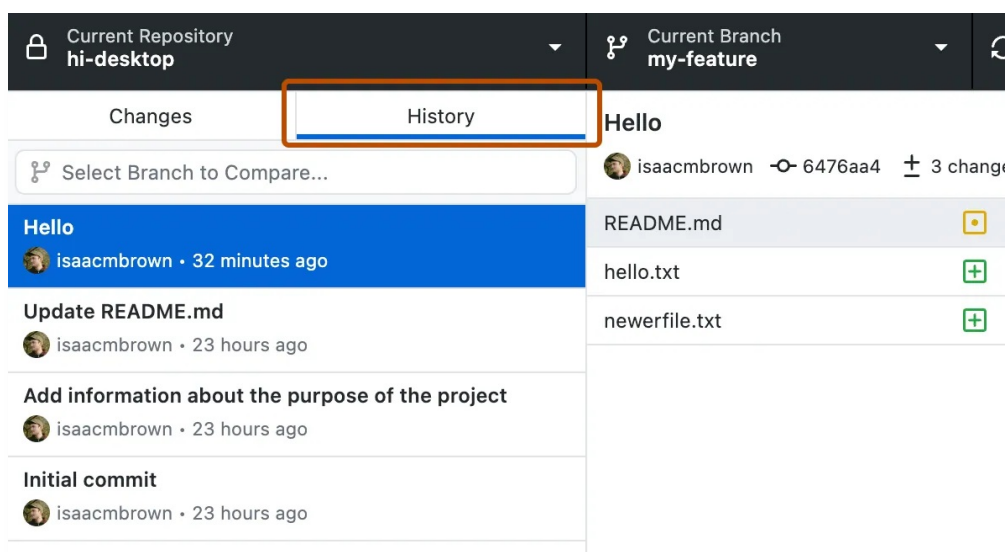 Current Repository
hi-desktop
Current Branch
my-feature
Changes
History
Select Branch to Compare...
Hello
isaacmbrown • 32 minutes ago
Update README.md
isaacmbrown • 23 hours ago
Add information about the purpose of the project
isaacmbrown • 23 hours ago
Initial commit
isaacmbrown • 23 hours ago
Hello
isaacmbrown 6476aa4 3 change
README.md
hello.txt
newerfile.txt